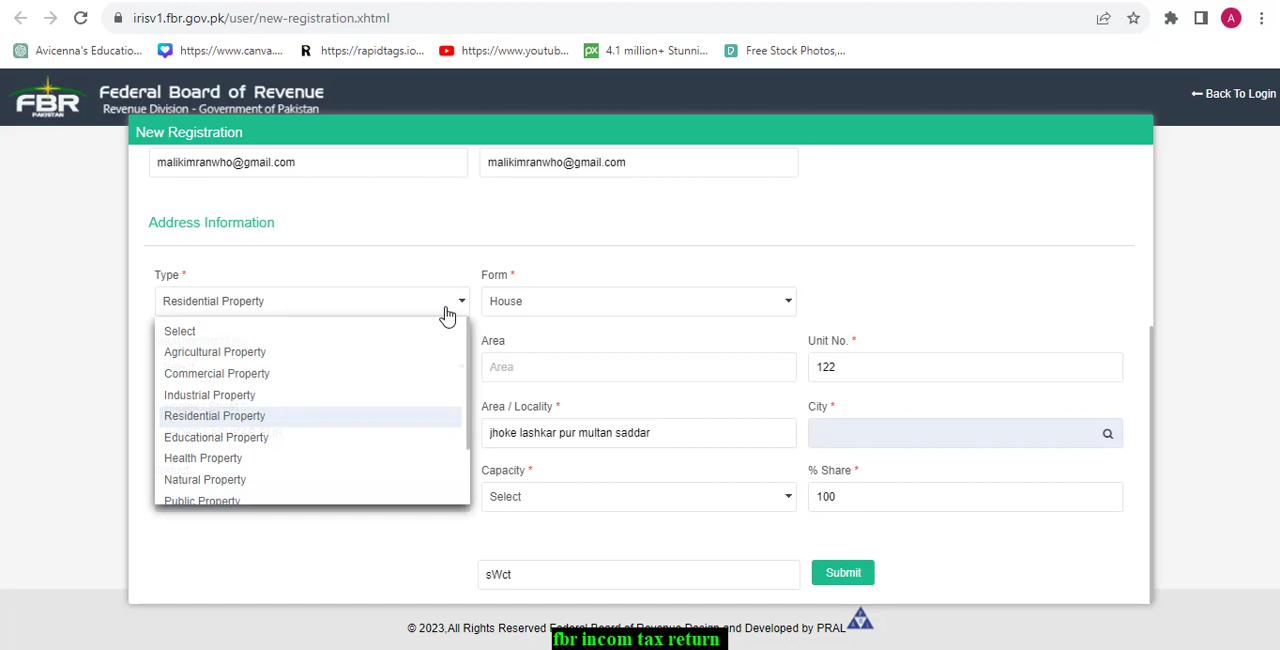 irisv1.fbr.gov.pk/user/new-registration.xhtml
A
Avicenna's Educatio... https://www.canva.... R https://rapidtags.io... https://www.youtub... px 4.1 million+ Stunni... D Free Stock Photos,...
FBR PAKISTAN
Federal Board of Revenue
Revenue Division - Government of Pakistan
Back To Login
New Registration
malikimranwho@gmail.com malikimranwho@gmail.com
Address Information
Type * Form *
Residential Property House
Select
Agricultural Property
Commercial Property
Industrial Property
Residential Property
Educational Property
Health Property
Natural Property
Public Property
Area Unit No. *
Area 122
Area / Locality * City *
jhoke lashkar pur multan saddar
Capacity * % Share *
Select 100
sWct Submit
© 2023,All Rights Reserved Federal Board of Revenue Design and Developed by PRAL
fbr incom tax return